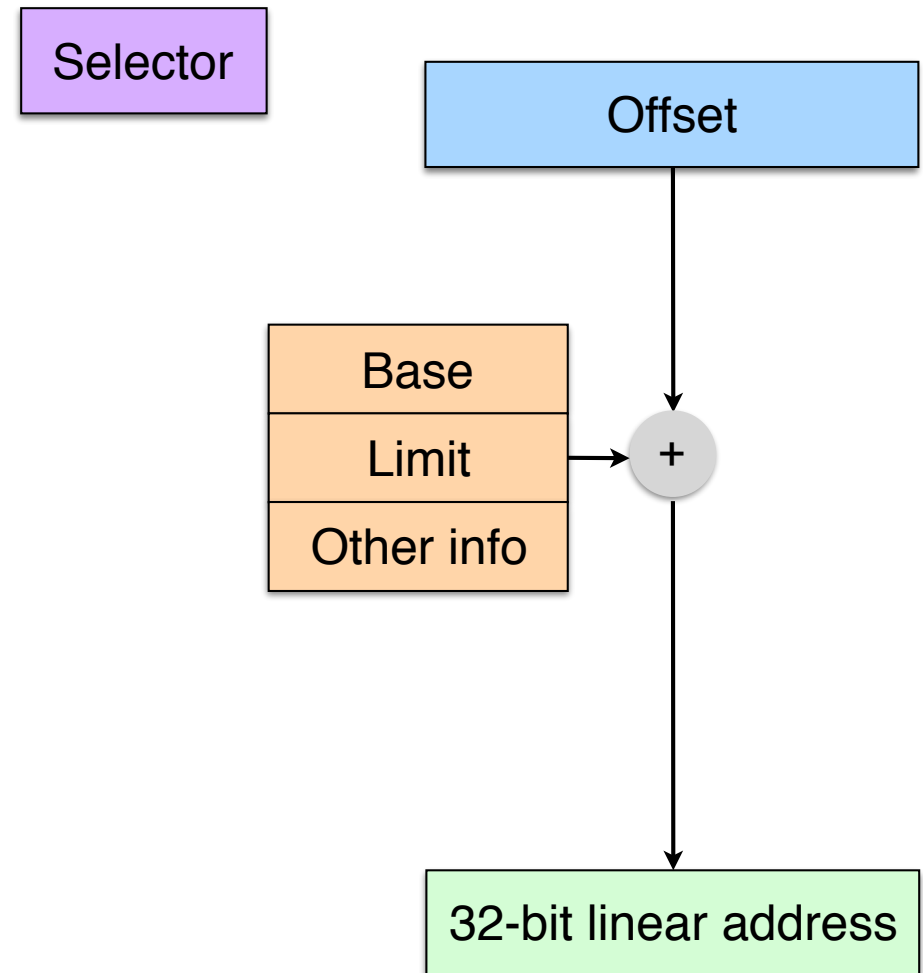 Selector
Offset
Base
Limit
+
Other info
32-bit linear address